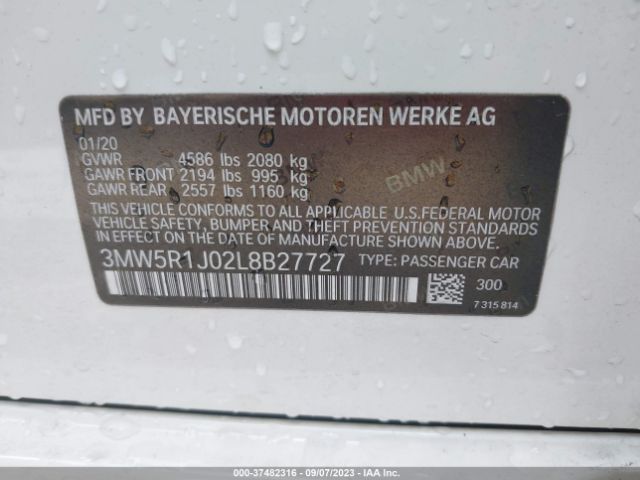 MFD BY BAYERISCHE MOTOREN WERKE AG
01/20
GVWR 4586 lbs 2080 kg
GAWR FRONT 2194 lbs 995 kg
GAWR REAR 2557 lbs 1160 kg
BMW
THIS VEHICLE CONFORMS TO ALL APPLICABLE U.S.FEDERAL MOTOR
VEHICLE SAFETY, BUMPER AND THEFT PREVENTION STANDARDS
IN EFFECT ON THE DATE OF MANUFACTURE SHOWN ABOVE.
3MW5R1J02L8B27727 TYPE: PASSENGER CAR
300
7 315 814
000-37482316 - 09/07/2023 - IAA Inc.